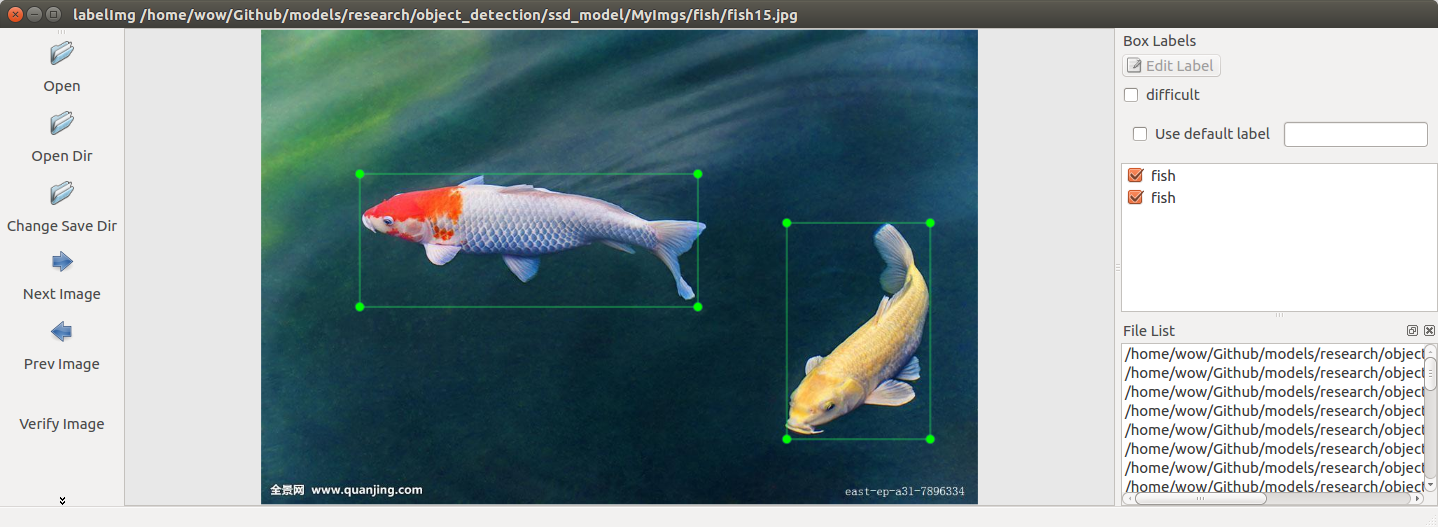 labelImg /home/wow/Github/models/research/object_detection/ssd_model/MyImgs/fish/fish15.jpg
Open
Open Dir
Change Save Dir
Next Image
Prev Image
Verify Image
全景网 www.quanjing.com
east-ep-a31-7896334
Box Labels
Edit Label
difficult
Use default label
fish
fish
File List
/home/wow/Github/models/research/object
/home/wow/Github/models/research/object
/home/wow/Github/models/research/object
/home/wow/Github/models/research/object
/home/wow/Github/models/research/object
/home/wow/Github/models/research/object
/home/wow/Github/models/research/object
/home/wow/Github/models/research/object